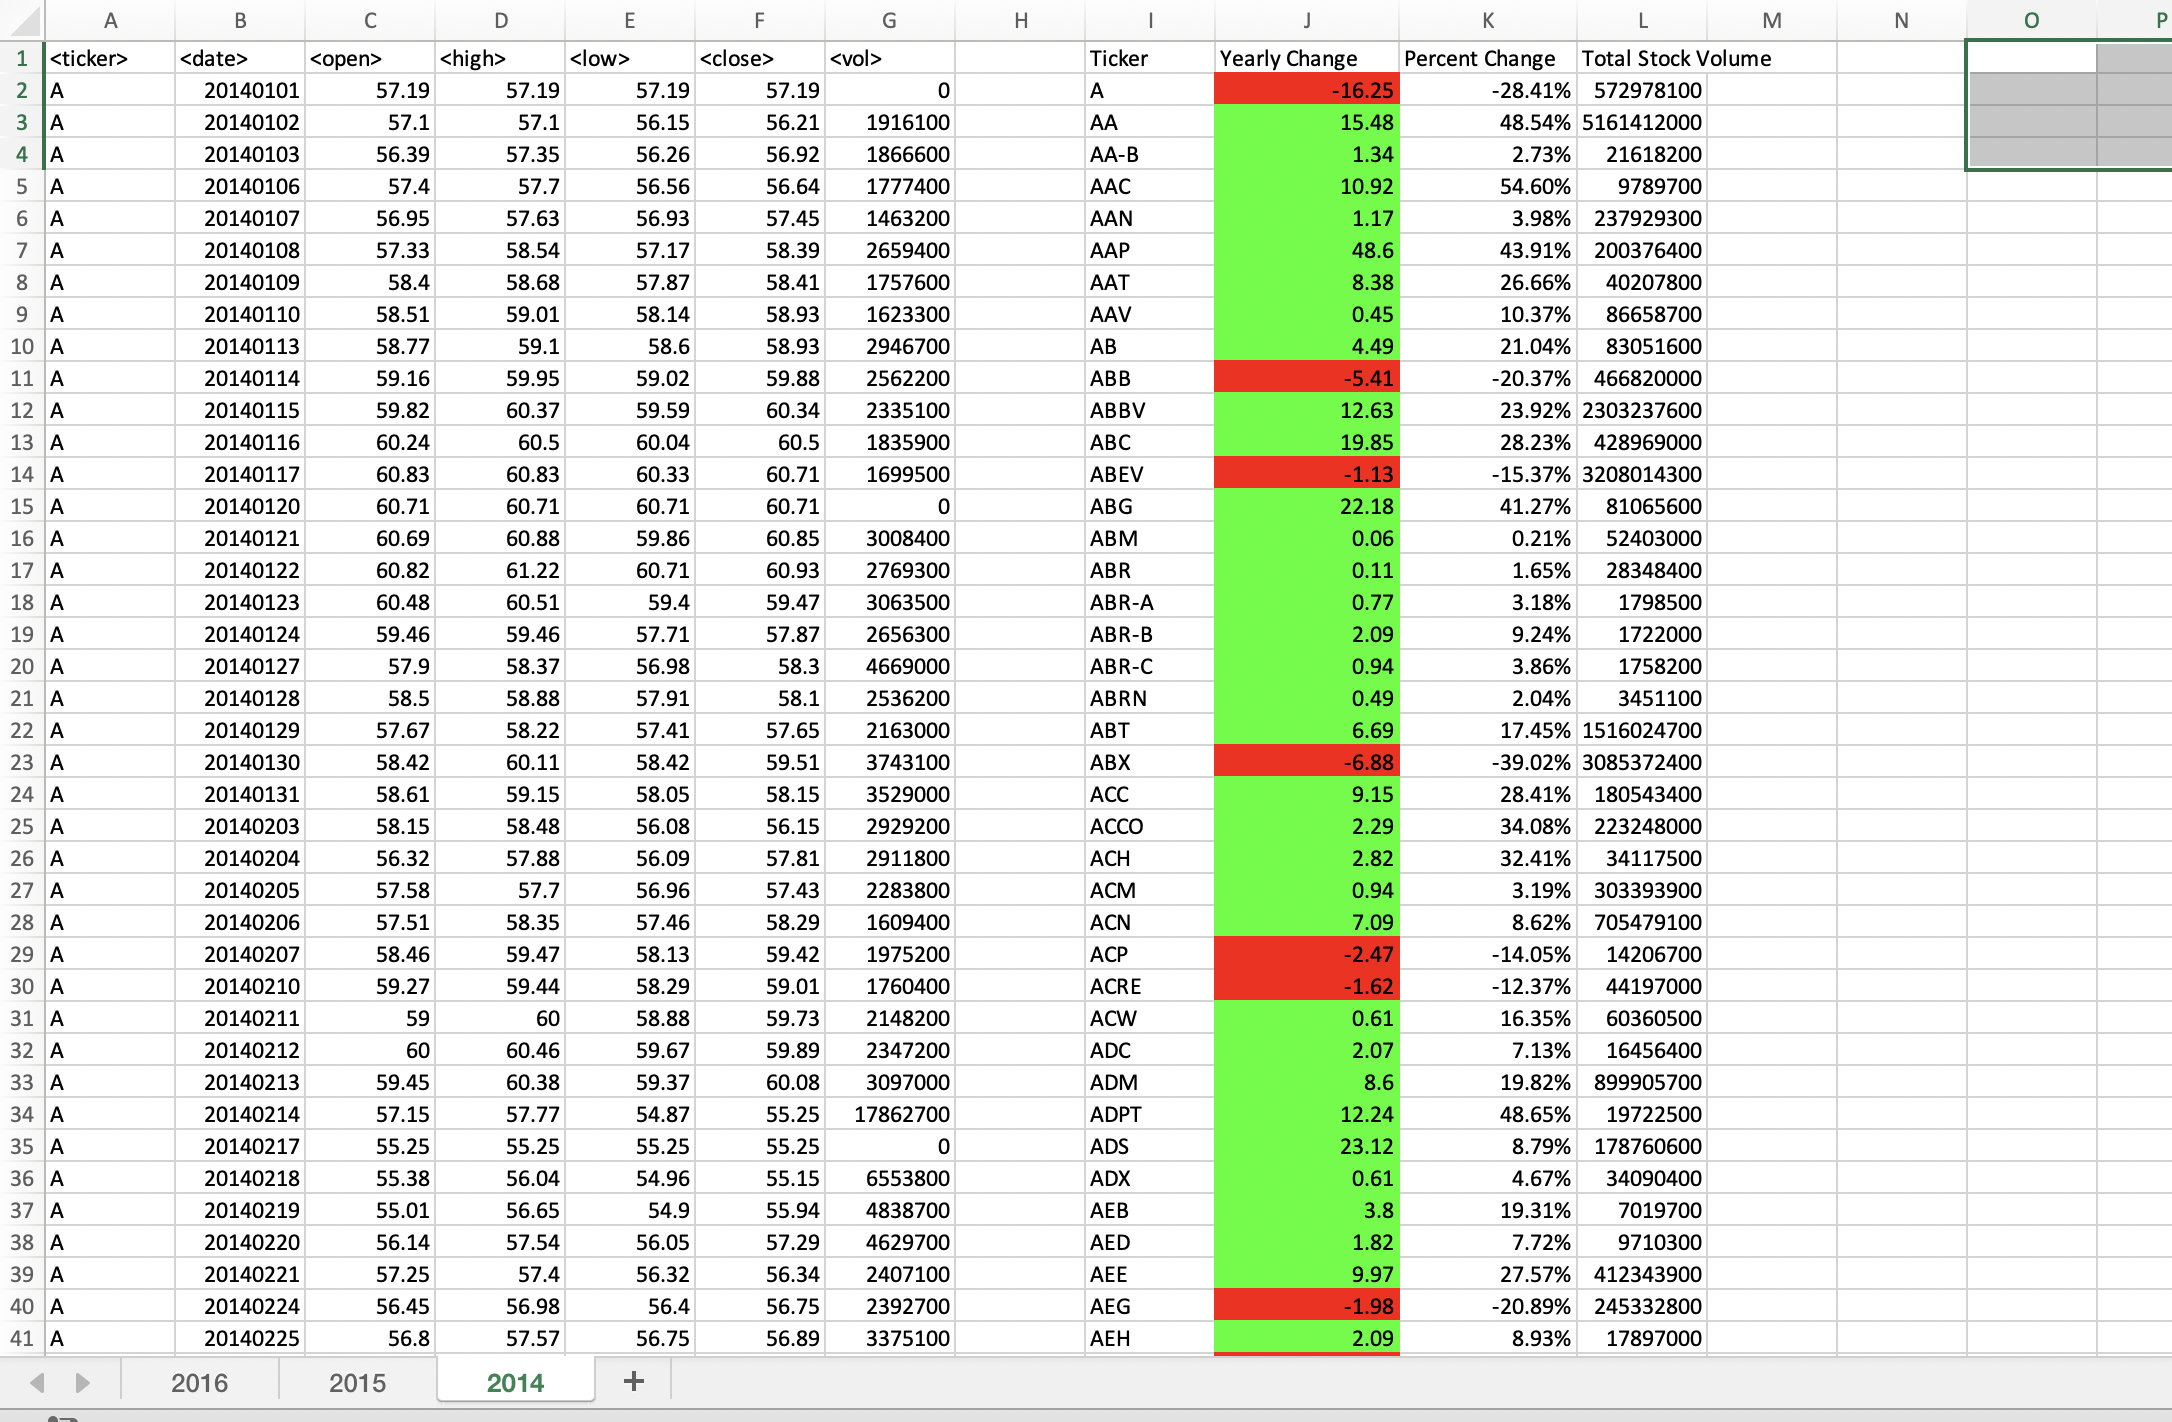 A B C D E F G H I J K L M N O P
1 <ticker> <date> <open> <high> <low> <close> <vol> Ticker Yearly Change Percent Change Total Stock Volume
2 A 20140101 57.19 57.19 57.19 57.19 0 A -16.25 -28.41% 572978100
3 A 20140102 57.1 57.1 56.15 56.21 1916100 AA 15.48 48.54% 5161412000
4 A 20140103 56.39 57.35 56.26 56.92 1866600 AA-B 1.34 2.73% 21618200
5 A 20140106 57.4 57.7 56.56 56.64 1777400 AAC 10.92 54.60% 9789700
6 A 20140107 56.95 57.63 56.93 57.45 1463200 AAN 1.17 3.98% 237929300
7 A 20140108 57.33 58.54 57.17 58.39 2659400 AAP 48.6 43.91% 200376400
8 A 20140109 58.4 58.68 57.87 58.41 1757600 AAT 8.38 26.66% 40207800
9 A 20140110 58.51 59.01 58.14 58.93 1623300 AAV 0.45 10.37% 86658700
10 A 20140113 58.77 59.1 58.6 58.93 2946700 AB 4.49 21.04% 83051600
11 A 20140114 59.16 59.95 59.02 59.88 2562200 ABB -5.41 -20.37% 466820000
12 A 20140115 59.82 60.37 59.59 60.34 2335100 ABBV 12.63 23.92% 2303237600
13 A 20140116 60.24 60.5 60.04 60.5 1835900 ABC 19.85 28.23% 428969000
14 A 20140117 60.83 60.83 60.33 60.71 1699500 ABEV -1.13 -15.37% 3208014300
15 A 20140120 60.71 60.71 60.71 60.71 0 ABG 22.18 41.27% 81065600
16 A 20140121 60.69 60.88 59.86 60.85 3008400 ABM 0.06 0.21% 52403000
17 A 20140122 60.82 61.22 60.71 60.93 2769300 ABR 0.11 1.65% 28348400
18 A 20140123 60.48 60.51 59.4 59.47 3063500 ABR-A 0.77 3.18% 1798500
19 A 20140124 59.46 59.46 57.71 57.87 2656300 ABR-B 2.09 9.24% 1722000
20 A 20140127 57.9 58.37 56.98 58.3 4669000 ABR-C 0.94 3.86% 1758200
21 A 20140128 58.5 58.88 57.91 58.1 2536200 ABRN 0.49 2.04% 3451100
22 A 20140129 57.67 58.22 57.41 57.65 2163000 ABT 6.69 17.45% 1516024700
23 A 20140130 58.42 60.11 58.42 59.51 3743100 ABX -6.88 -39.02% 3085372400
24 A 20140131 58.61 59.15 58.05 58.15 3529000 ACC 9.15 28.41% 180543400
25 A 20140203 58.15 58.48 56.08 56.15 2929200 ACCO 2.29 34.08% 223248000
26 A 20140204 56.32 57.88 56.09 57.81 2911800 ACH 2.82 32.41% 34117500
27 A 20140205 57.58 57.7 56.96 57.43 2283800 ACM 0.94 3.19% 303393900
28 A 20140206 57.51 58.35 57.46 58.29 1609400 ACN 7.09 8.62% 705479100
29 A 20140207 58.46 59.47 58.13 59.42 1975200 ACP -2.47 -14.05% 14206700
30 A 20140210 59.27 59.44 58.29 59.01 1760400 ACRE -1.62 -12.37% 44197000
31 A 20140211 59 60 58.88 59.73 2148200 ACW 0.61 16.35% 60360500
32 A 20140212 60 60.46 59.67 59.89 2347200 ADC 2.07 7.13% 16456400
33 A 20140213 59.45 60.38 59.37 60.08 3097000 ADM 8.6 19.82% 899905700
34 A 20140214 57.15 57.77 54.87 55.25 17862700 ADPT 12.24 48.65% 19722500
35 A 20140217 55.25 55.25 55.25 55.25 0 ADS 23.12 8.79% 178760600
36 A 20140218 55.38 56.04 54.96 55.15 6553800 ADX 0.61 4.67% 34090400
37 A 20140219 55.01 56.65 54.9 55.94 4838700 AEB 3.8 19.31% 7019700
38 A 20140220 56.14 57.54 56.05 57.29 4629700 AED 1.82 7.72% 9710300
39 A 20140221 57.25 57.4 56.32 56.34 2407100 AEE 9.97 27.57% 412343900
40 A 20140224 56.45 56.98 56.4 56.75 2392700 AEG -1.98 -20.89% 245332800
41 A 20140225 56.8 57.57 56.75 56.89 3375100 AEH 2.09 8.93% 17897000
2016 2015 2014 +